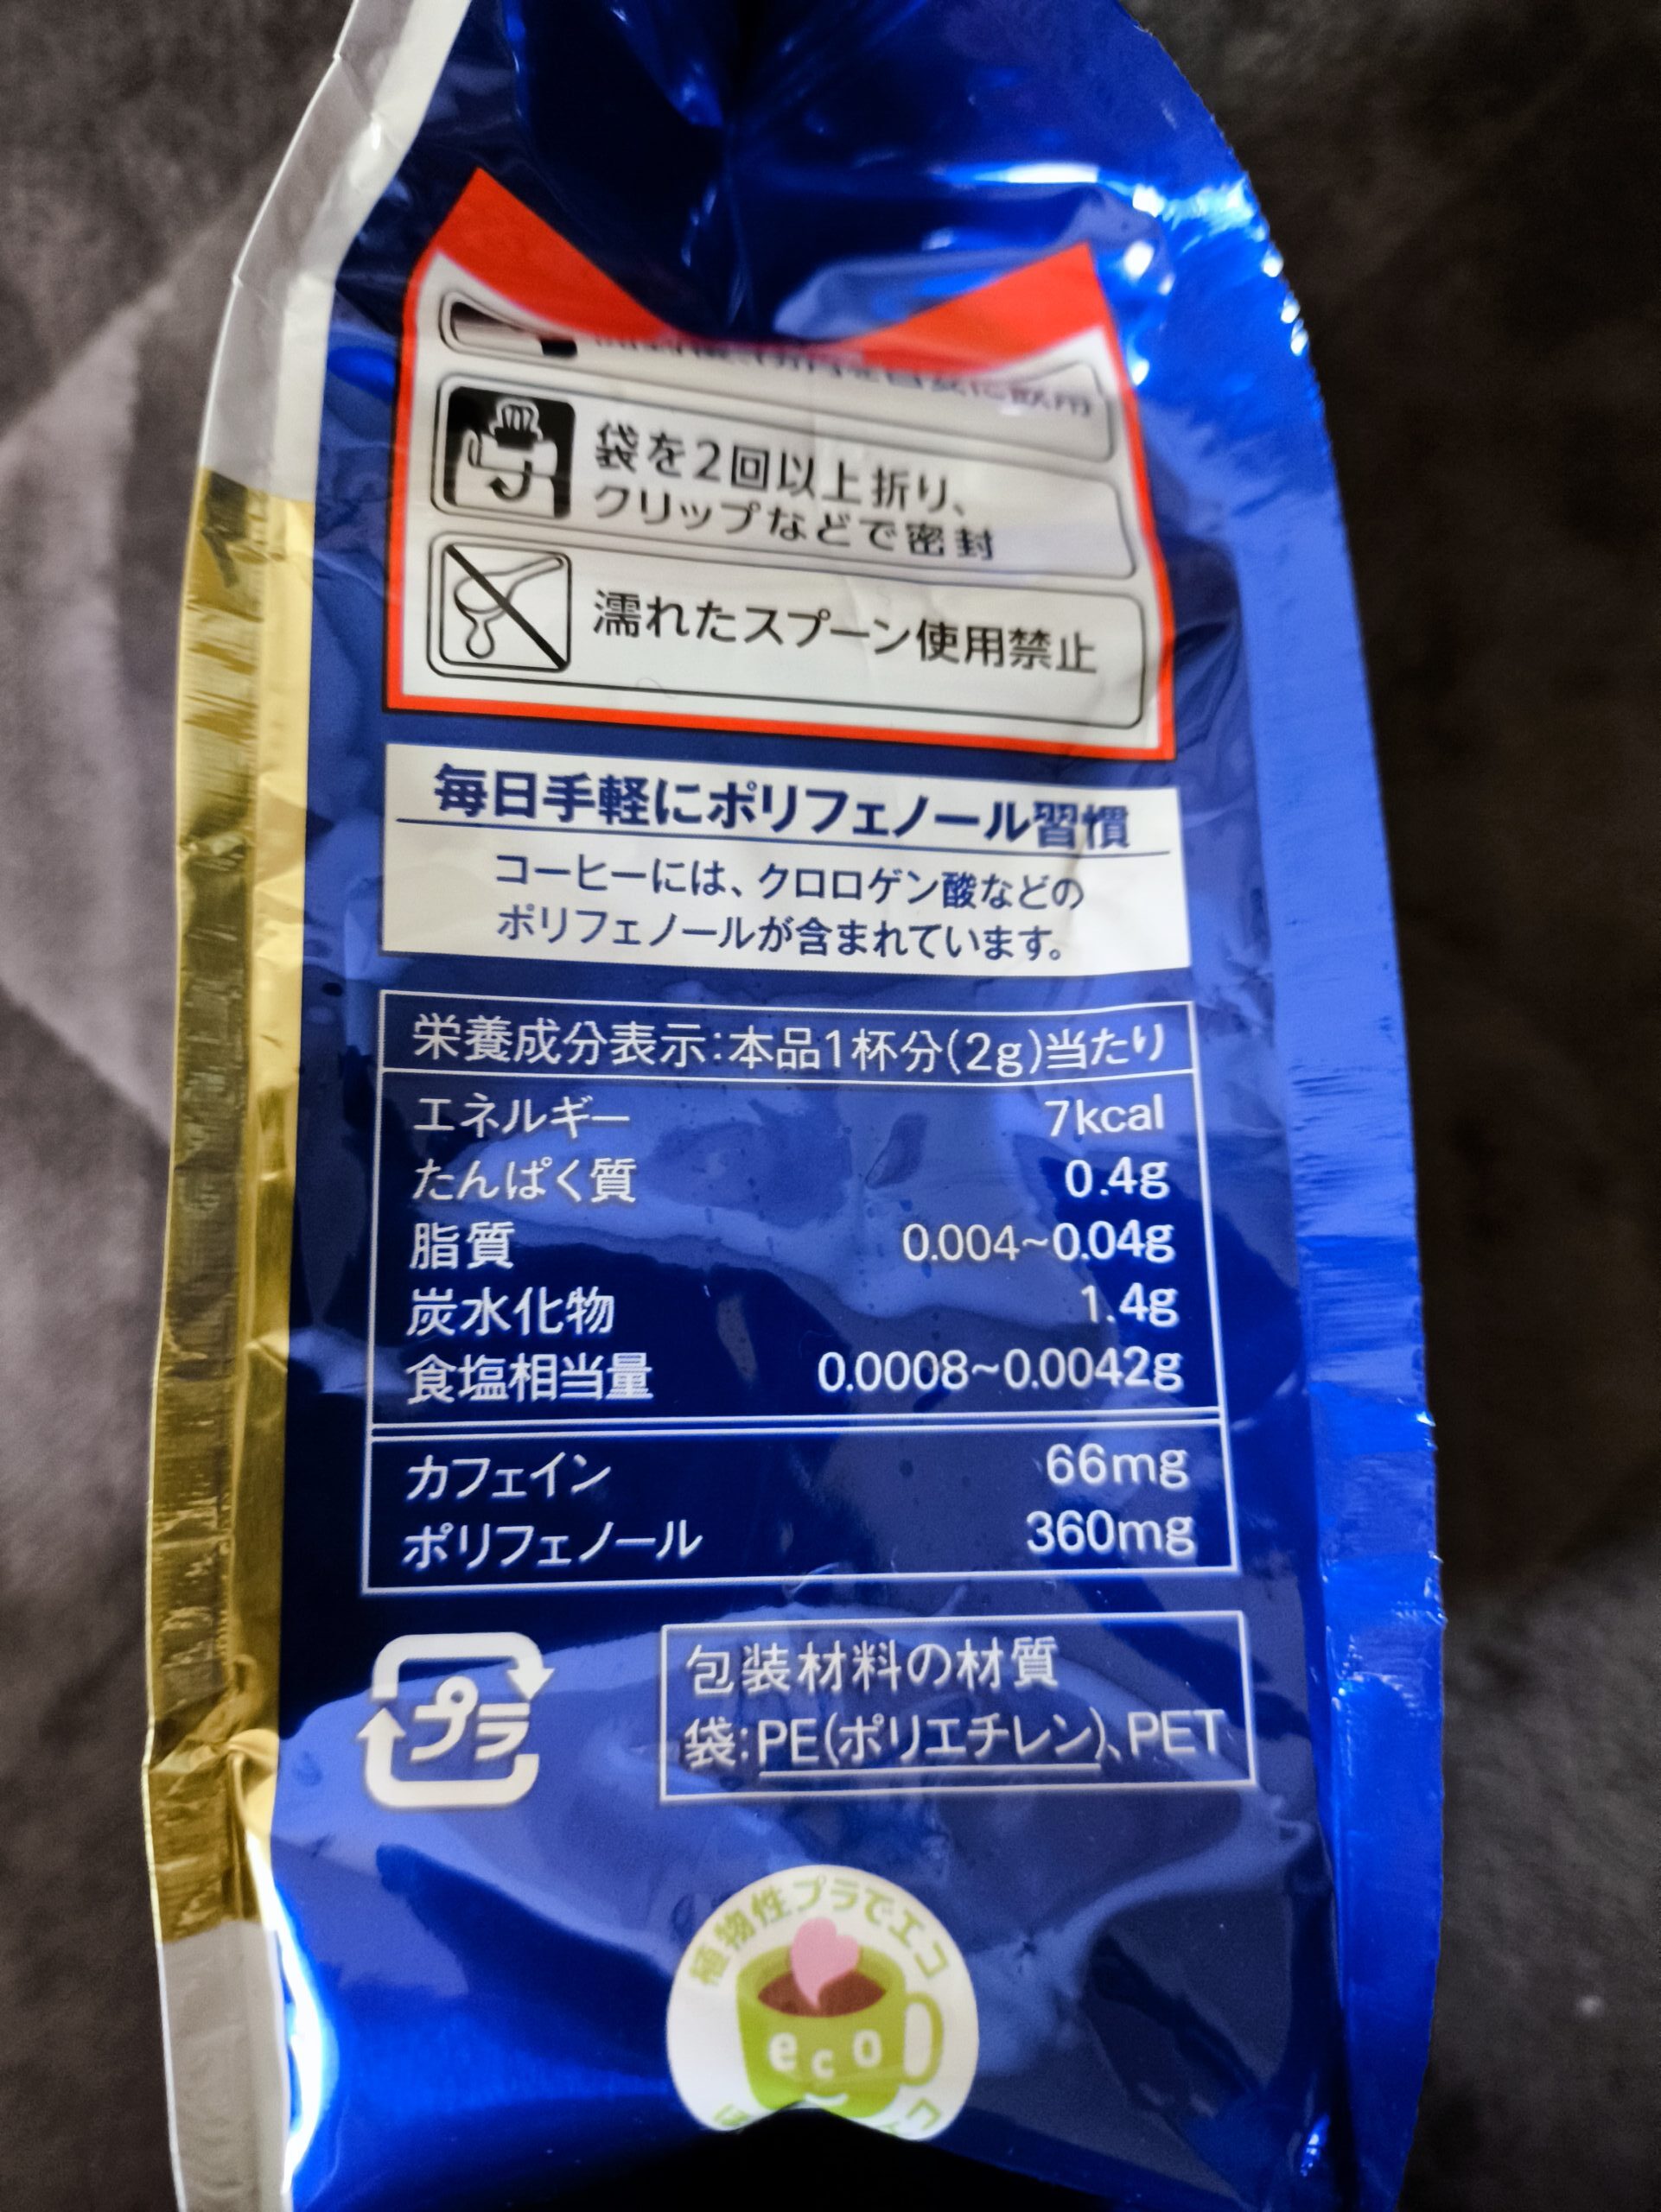 飲用
袋を2回以上折り、
クリップなどで密封
濡れたスプーン使用禁止
毎日手軽にポリフェノール習慣
コーヒーには、クロロゲン酸などの
ポリフェノールが含まれています。
栄養成分表示:本品1杯分(2g)当たり
エネルギー 7kcal
たんぱく質 0.4g
脂質 0.004~0.04g
炭水化物 1.4g
食塩相当量 0.0008~0.0042g
カフェイン 66mg
ポリフェノール 360mg
プラ
包装材料の材質
袋:PE(ポリエチレン)、PET
植物性プラでエコ
eco